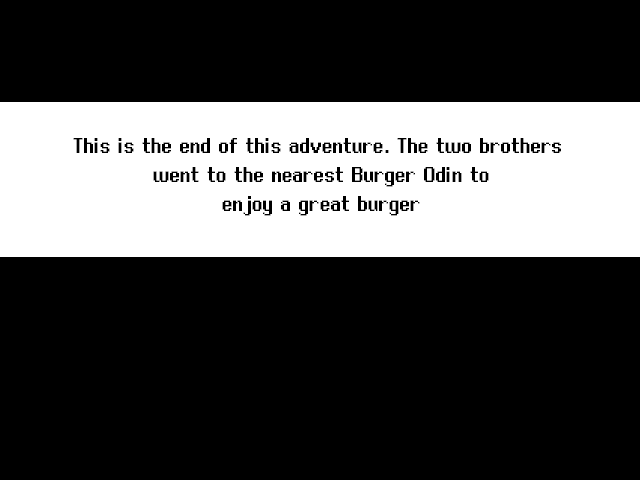 This is the end of this adventure. The two brothers
went to the nearest Burger Odin to
enjoy a great burger